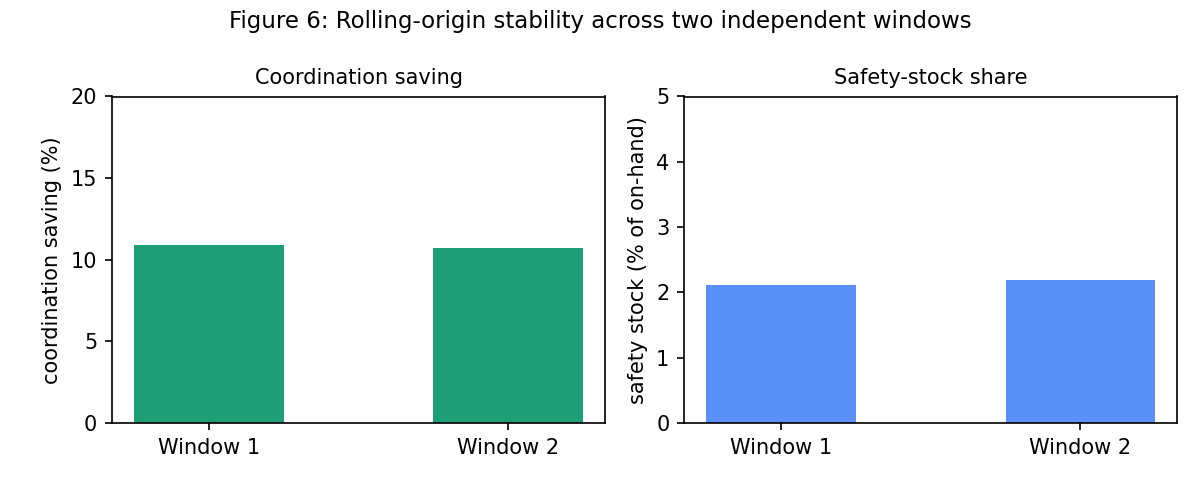 Figure 6: Rolling-origin stability across two independent windows
Coordination saving
coordination saving (%)
20
15
10
5
0
Window 1
Window 2
Safety-stock share
safety stock (% of on-hand)
5
4
3
2
1
0
Window 1
Window 2